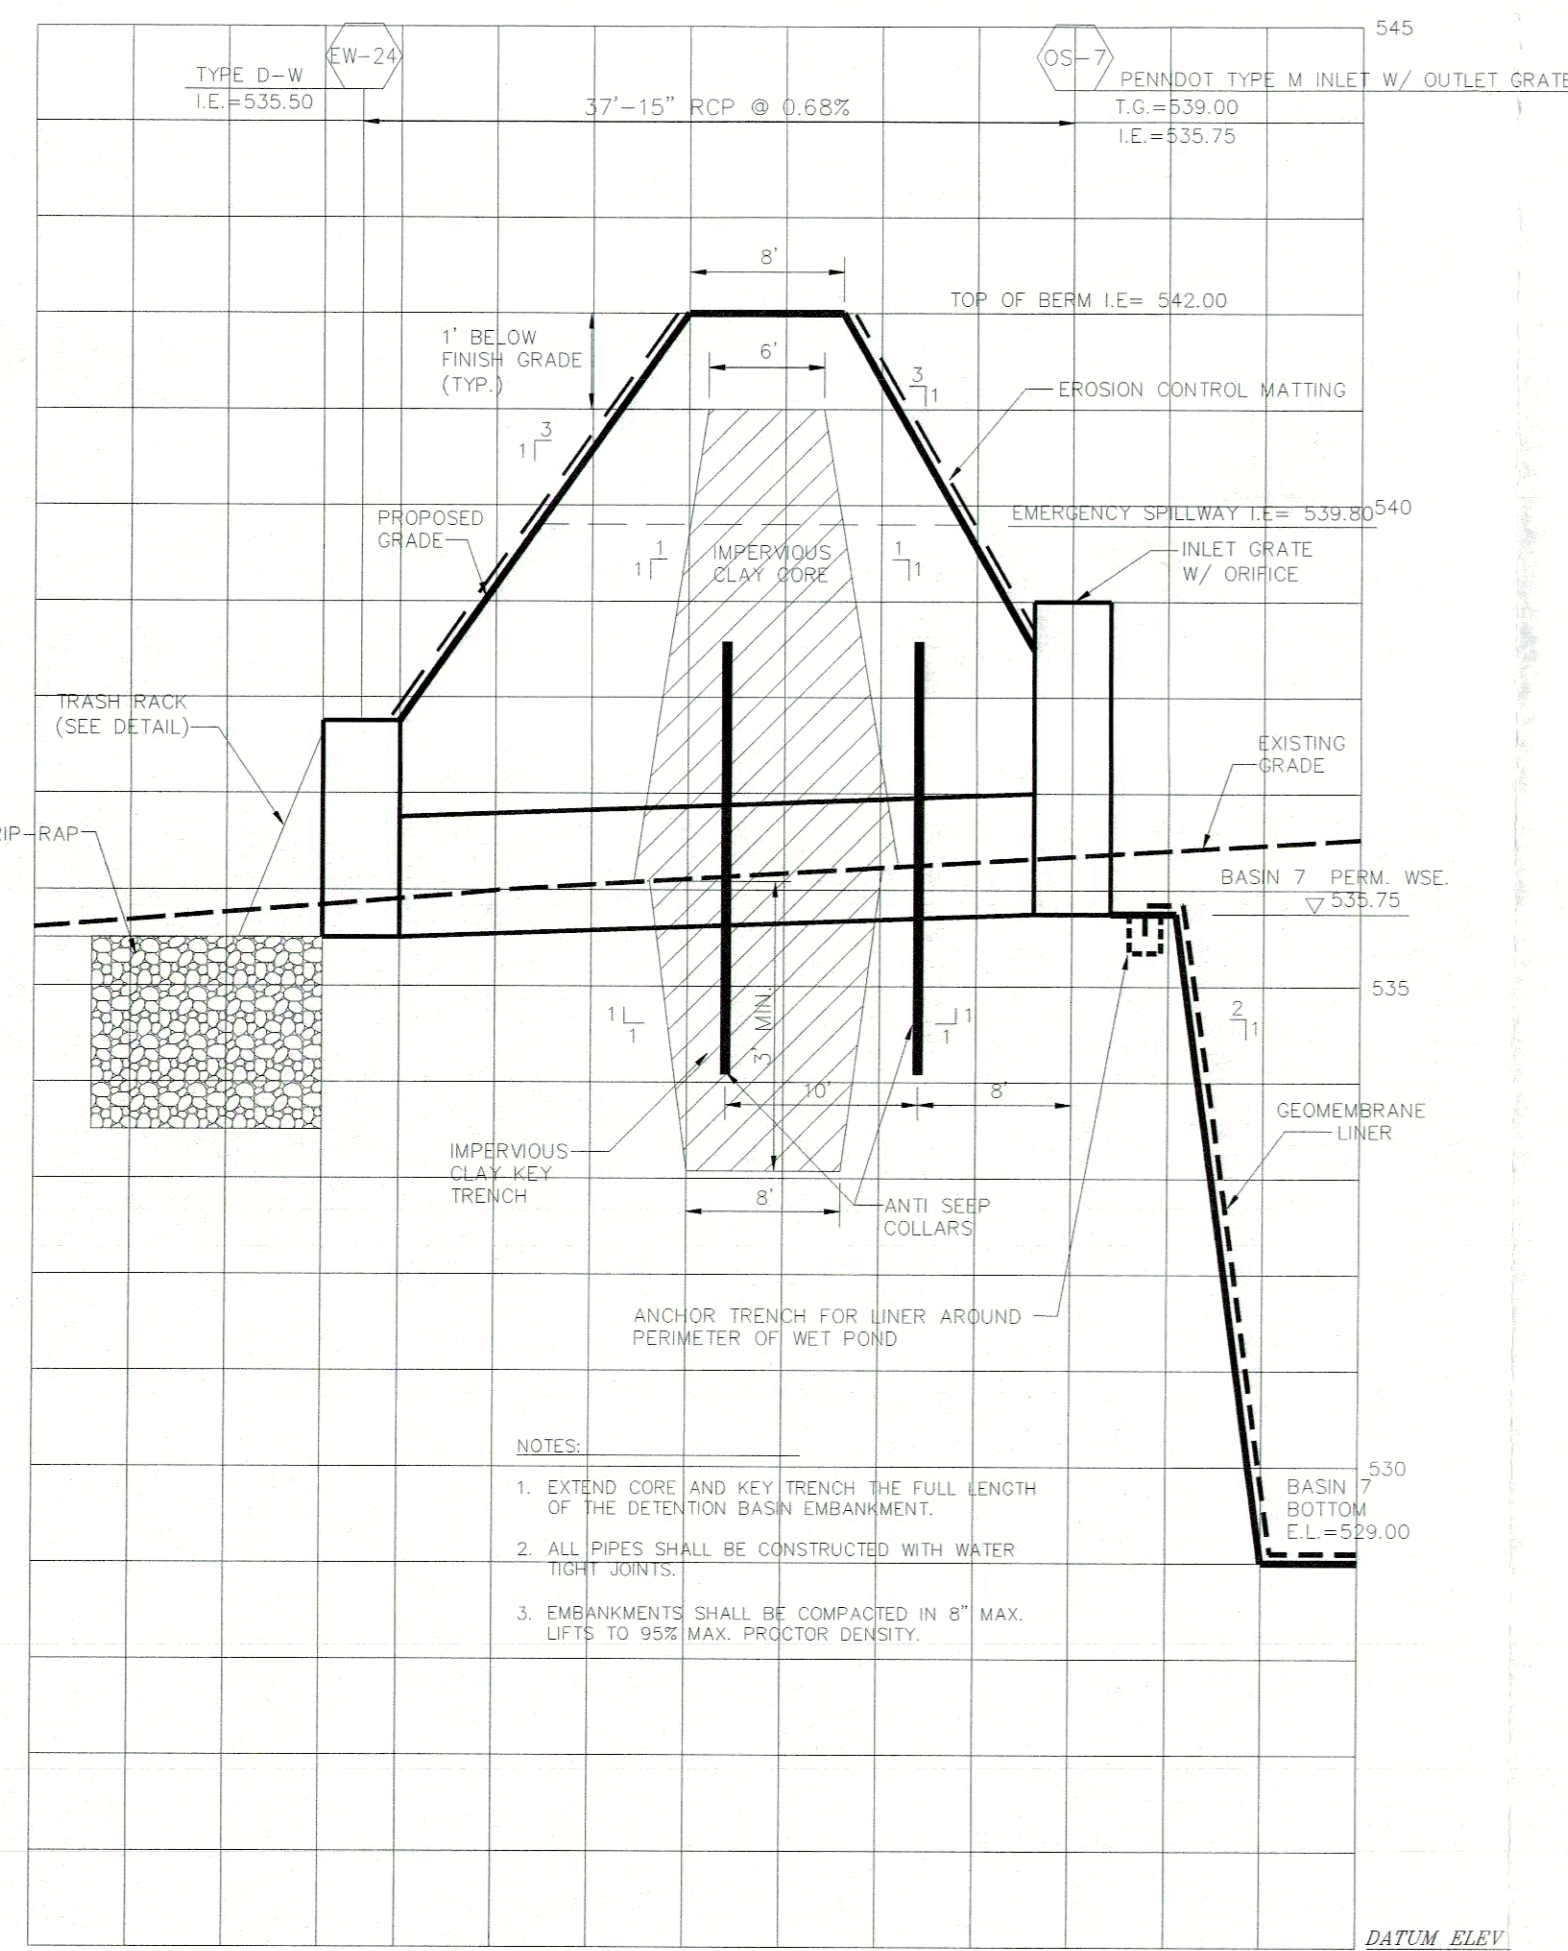 545
EW-24
OS-7
TYPE D-W
I.E.=535.50
37'-15" RCP @ 0.68%
PENNDOT TYPE M INLET W/ OUTLET GRATE
T.G.=539.00
I.E.=535.75
8'
TOP OF BERM I.E= 542.00
1' BELOW
FINISH GRADE
(TYP.)
6'
3
1
EROSION CONTROL MATTING
3
1
PROPOSED
GRADE
EMERGENCY SPILLWAY I.E= 539.80
540
1
1
IMPERVIOUS
CLAY CORE
1
1
INLET GRATE
W/ ORIFICE
TRASH RACK
(SEE DETAIL)
EXISTING
GRADE
RIP-RAP
BASIN 7 PERM. WSE.
535.75
535
1
1
3' MIN.
1
1
2
1
10'
8'
GEOMEMBRANE
LINER
IMPERVIOUS
CLAY KEY
TRENCH
8'
ANTI SEEP
COLLARS
ANCHOR TRENCH FOR LINER AROUND
PERIMETER OF WET POND
NOTES:
1. EXTEND CORE AND KEY TRENCH THE FULL LENGTH
OF THE DETENTION BASIN EMBANKMENT.
2. ALL PIPES SHALL BE CONSTRUCTED WITH WATER
TIGHT JOINTS.
3. EMBANKMENTS SHALL BE COMPACTED IN 8" MAX.
LIFTS TO 95% MAX. PROCTOR DENSITY.
530
BASIN 7
BOTTOM
E.L.=529.00
DATUM ELEV